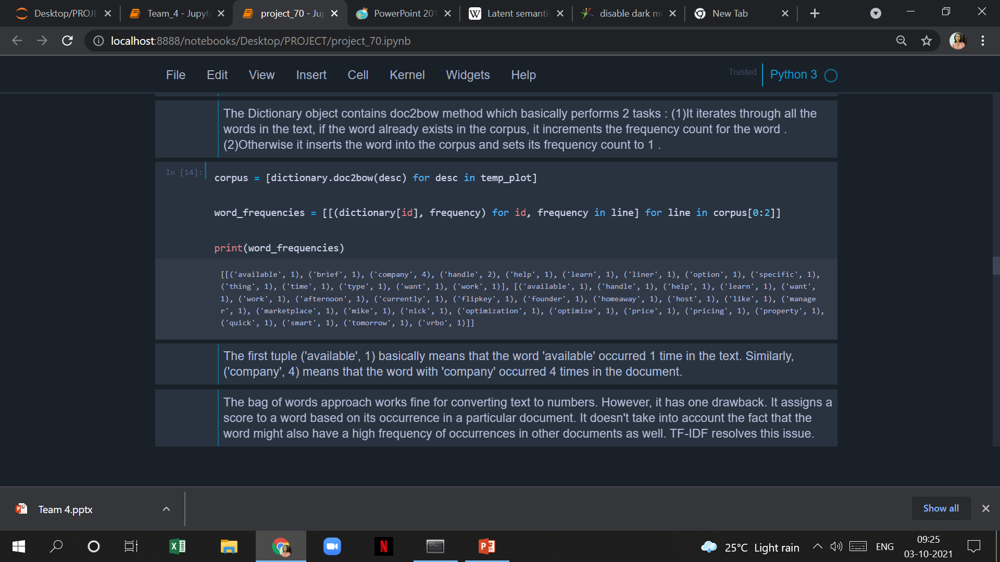 Desktop/PROJE
Team_4 - Jupyt
project_70 - Ju
PowerPoint 201
W
Latent semanti
disable dark m
New Tab
localhost:8888/notebooks/Desktop/PROJECT/project_70.ipynb
File Edit View Insert Cell Kernel Widgets Help
Trusted Python 3
The Dictionary object contains doc2bow method which basically performs 2 tasks : (1)It iterates through all the
words in the text, if the word already exists in the corpus, it increments the frequency count for the word .
(2)Otherwise it inserts the word into the corpus and sets its frequency count to 1 .
In [14]:
corpus = [dictionary.doc2bow(desc) for desc in temp_plot]
word_frequencies = [[(dictionary[id], frequency) for id, frequency in line] for line in corpus[0:2]]
print(word_frequencies)
[[('available', 1), ('brief', 1), ('company', 4), ('handle', 2), ('help', 1), ('learn', 1), ('liner', 1), ('option', 1), ('specific', 1),
('thing', 1), ('time', 1), ('type', 1), ('want', 1), ('work', 1)], [('available', 1), ('handle', 1), ('help', 1), ('learn', 1), ('want',
1), ('work', 1), ('afternoon', 1), ('currently', 1), ('flipkey', 1), ('founder', 1), ('homeaway', 1), ('host', 1), ('like', 1), ('manage
r', 1), ('marketplace', 1), ('mike', 1), ('nick', 1), ('optimization', 1), ('optimize', 1), ('price', 1), ('pricing', 1), ('property', 1),
('quick', 1), ('smart', 1), ('tomorrow', 1), ('vrbo', 1)]]
The first tuple ('available', 1) basically means that the word 'available' occurred 1 time in the text. Similarly,
('company', 4) means that the word with 'company' occurred 4 times in the document.
The bag of words approach works fine for converting text to numbers. However, it has one drawback. It assigns a
score to a word based on its occurrence in a particular document. It doesn't take into account the fact that the
word might also have a high frequency of occurrences in other documents as well. TF-IDF resolves this issue.
Team 4.pptx
Show all
25°C Light rain
ENG
09:25
03-10-2021